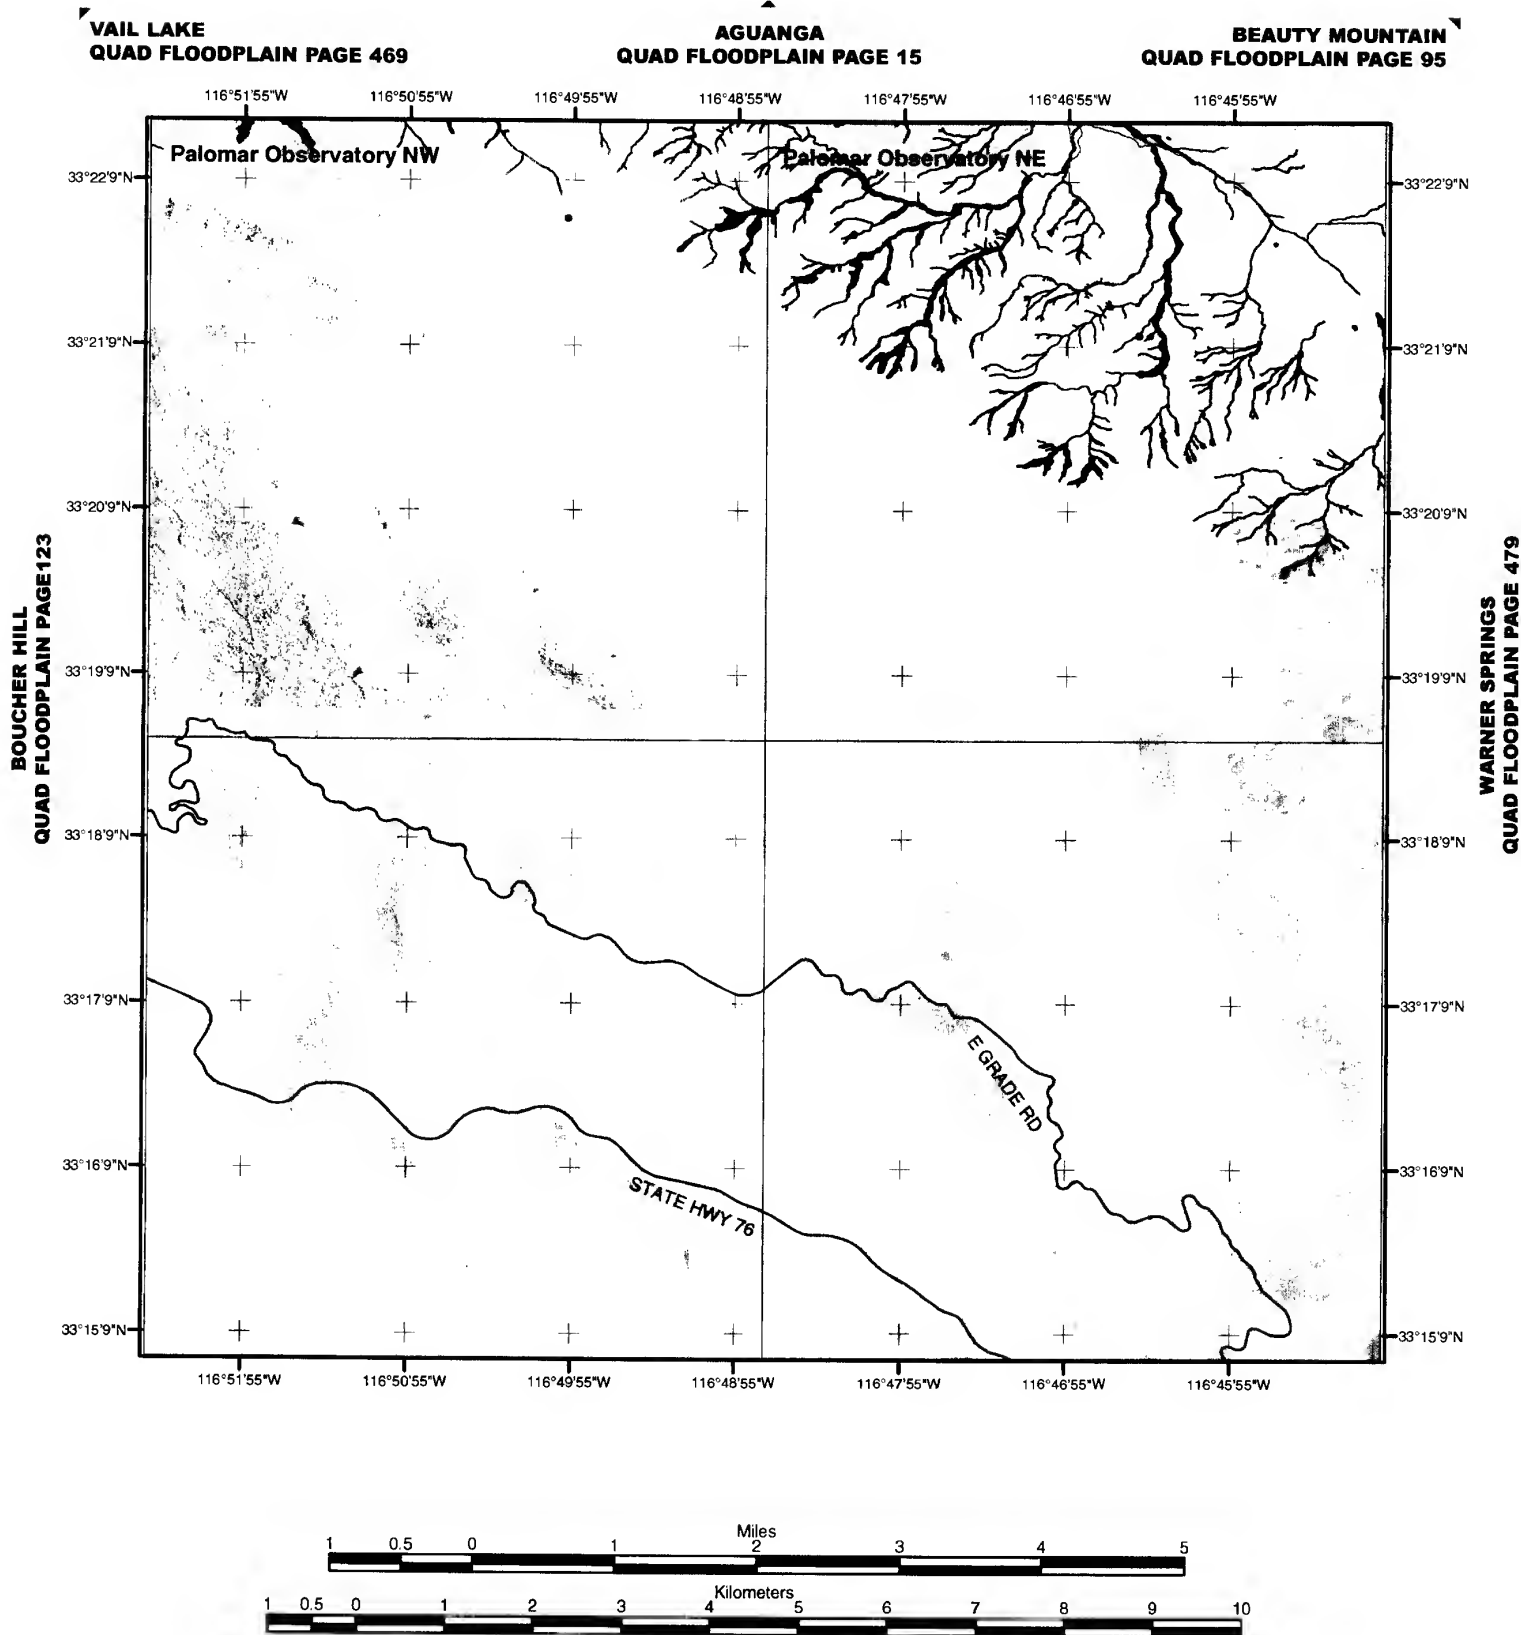 VAIL LAKE
QUAD FLOODPLAIN PAGE 469
AGUANGA
QUAD FLOODPLAIN PAGE 15
BEAUTY MOUNTAIN
QUAD FLOODPLAIN PAGE 95
116°51'55"W 116°50'55"W 116°49'55"W 116°48'55"W 116°47'55"W 116°46'55"W 116°45'55"W
Palomar Observatory NW
Palomar Observatory NE
33°22'9"N 33°22'9"N
33°21'9"N 33°21'9"N
33°20'9"N 33°20'9"N
BOUCHER HILL
QUAD FLOODPLAIN PAGE123
WARNER SPRINGS
QUAD FLOODPLAIN PAGE 479
33°19'9"N 33°19'9"N
33°18'9"N 33°18'9"N
33°17'9"N 33°17'9"N
E GRADE RD
33°16'9"N 33°16'9"N
STATE HWY 76
33°15'9"N 33°15'9"N
116°51'55"W 116°50'55"W 116°49'55"W 116°48'55"W 116°47'55"W 116°46'55"W 116°45'55"W
Miles
1 0.5 0 1 2 3 4 5
Kilometers
1 0.5 0 1 2 3 4 5 6 7 8 9 10